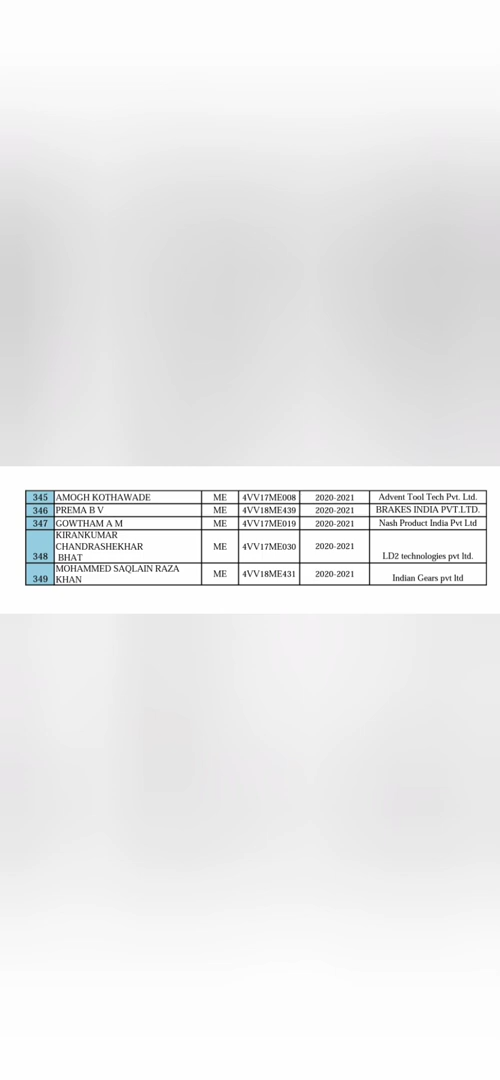 345 AMOGH KOTHAWADE ME 4VV17ME008 2020-2021 Advent Tool Tech Pvt. Ltd.
346 PREMA B V ME 4VV18ME439 2020-2021 BRAKES INDIA PVT.LTD.
347 GOWTHAM A M ME 4VV17ME019 2020-2021 Nash Product India Pvt Ltd
348 KIRANKUMAR
CHANDRASHEKHAR
BHAT ME 4VV17ME030 2020-2021 LD2 technologies pvt ltd.
349 MOHAMMED SAQLAIN RAZA
KHAN ME 4VV18ME431 2020-2021 Indian Gears pvt ltd